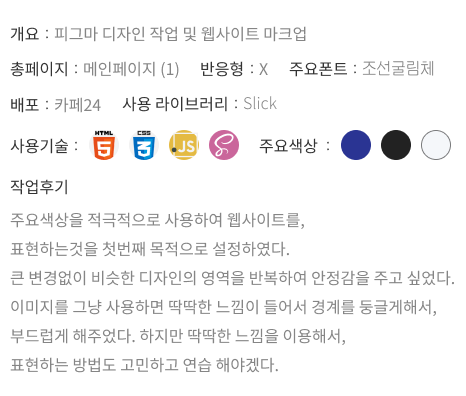 개요 : 피그마 디자인 작업 및 웹사이트 마크업
총페이지 : 메인페이지 (1) 반응형 : X 주요폰트 : 조선굴림체
배포 : 카페24 사용 라이브러리 : Slick
사용기술 : HTML 5 CSS 3 JS S 주요색상 :
작업후기
주요색상을 적극적으로 사용하여 웹사이트를,
표현하는것을 첫번째 목적으로 설정하였다.
큰 변경없이 비슷한 디자인의 영역을 반복하여 안정감을 주고 싶었다.
이미지를 그냥 사용하면 딱딱한 느낌이 들어서 경계를 둥글게해서,
부드럽게 해주었다. 하지만 딱딱한 느낌을 이용해서,
표현하는 방법도 고민하고 연습 해야겠다.